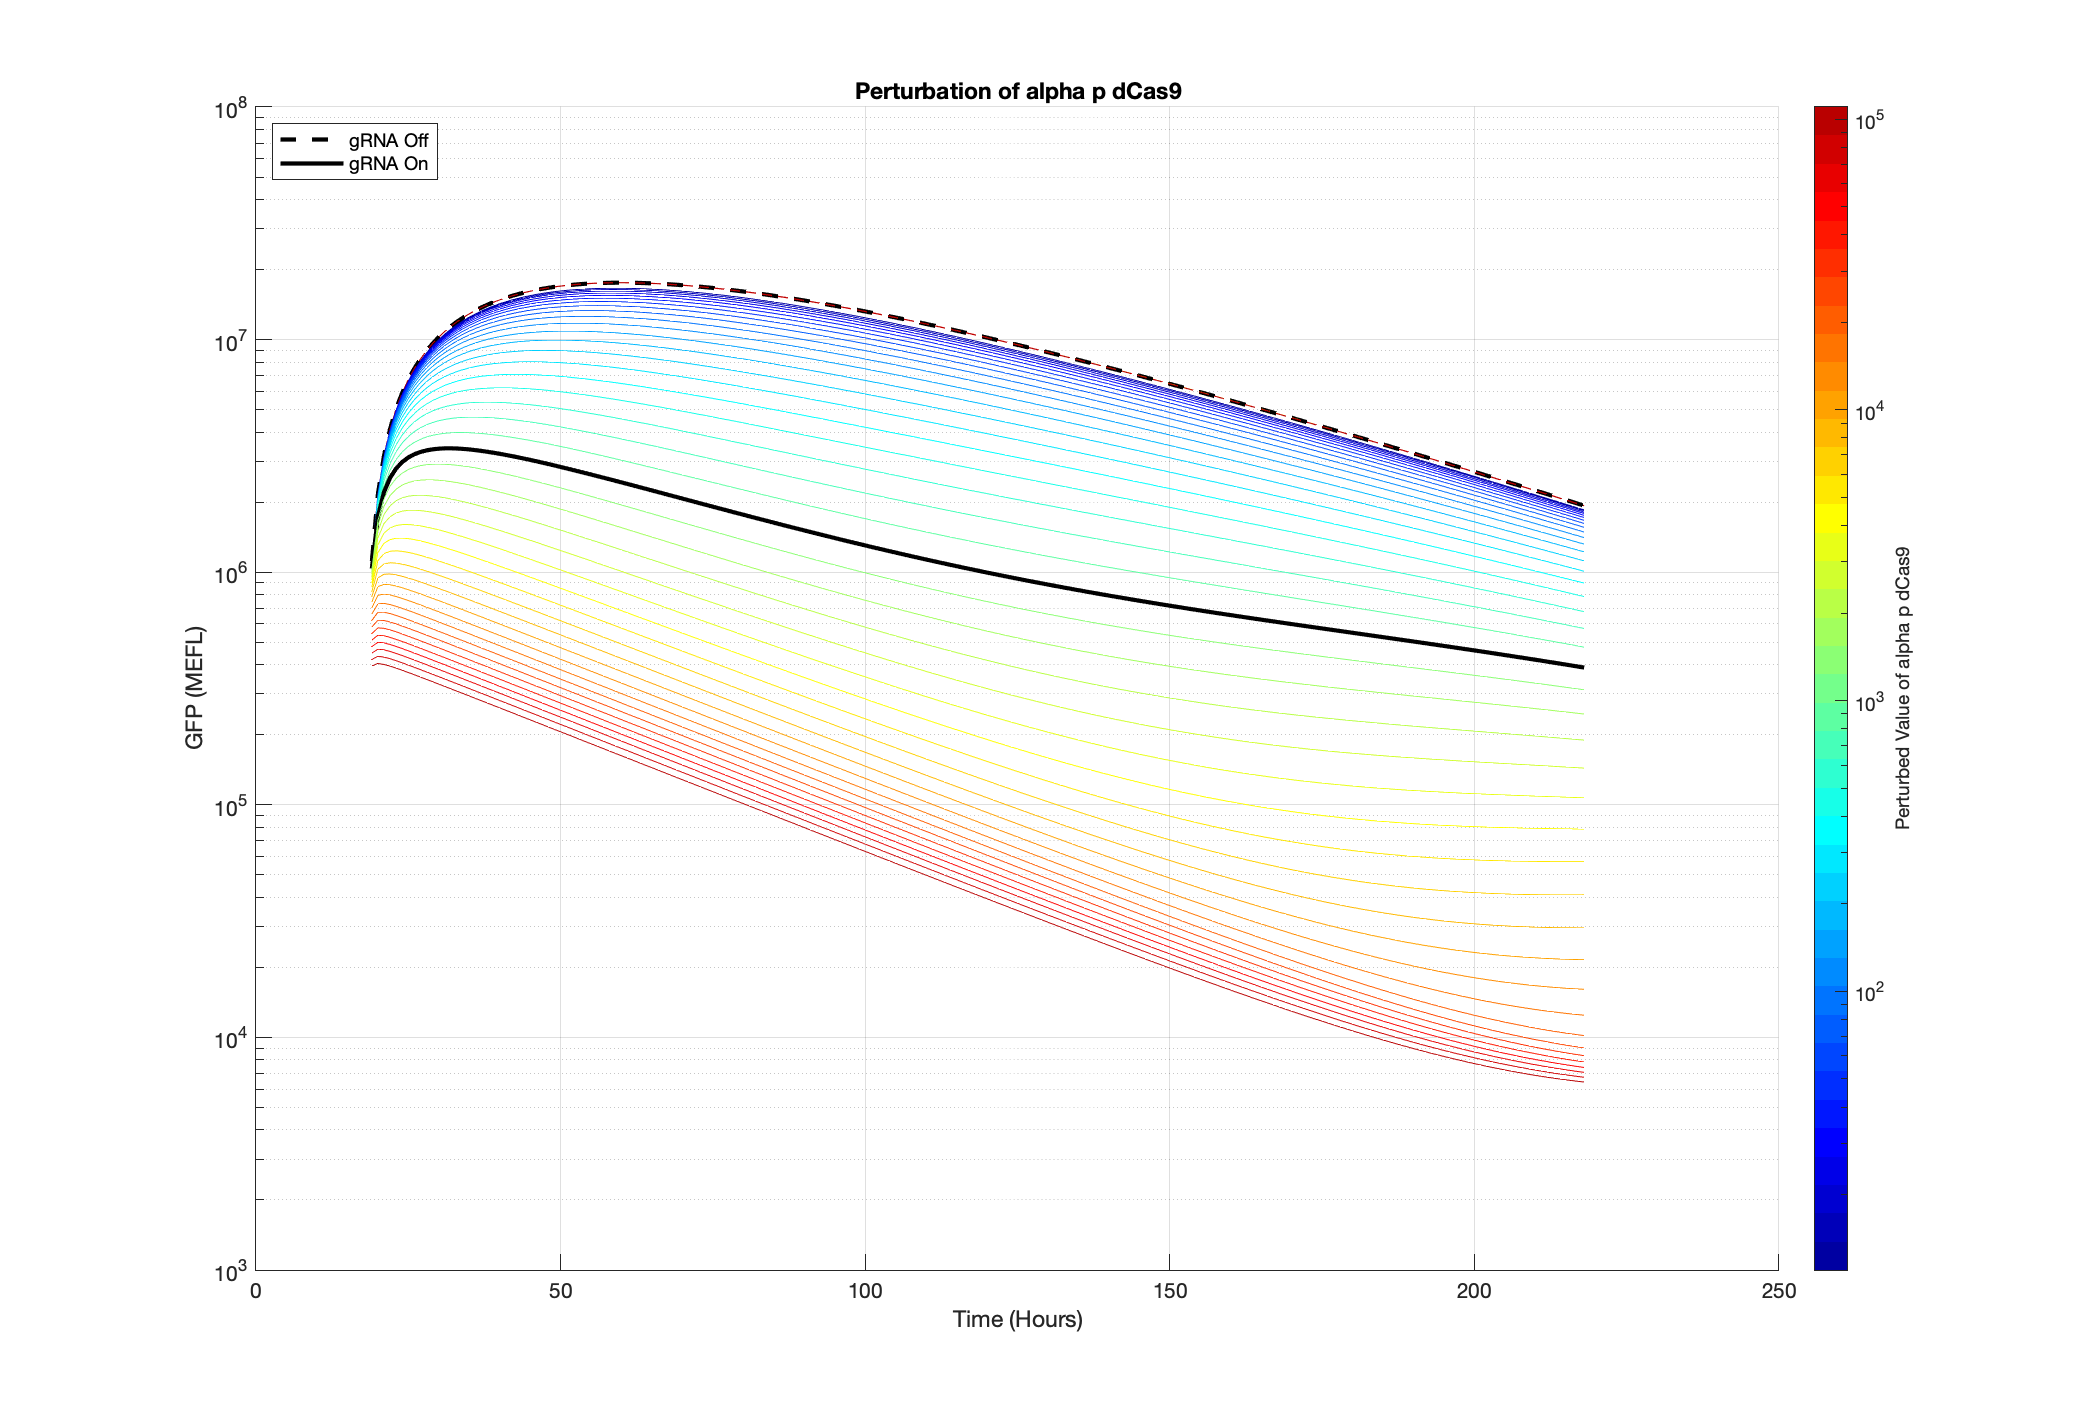 Perturbation of alpha p dCas9
gRNA Off
gRNA On
10^8
10^7
10^6
10^5
10^4
10^3
GFP (MEFL)
0 50 100 150 200 250
Time (Hours)
10^5
10^4
10^3
10^2
Perturbed Value of alpha p dCas9